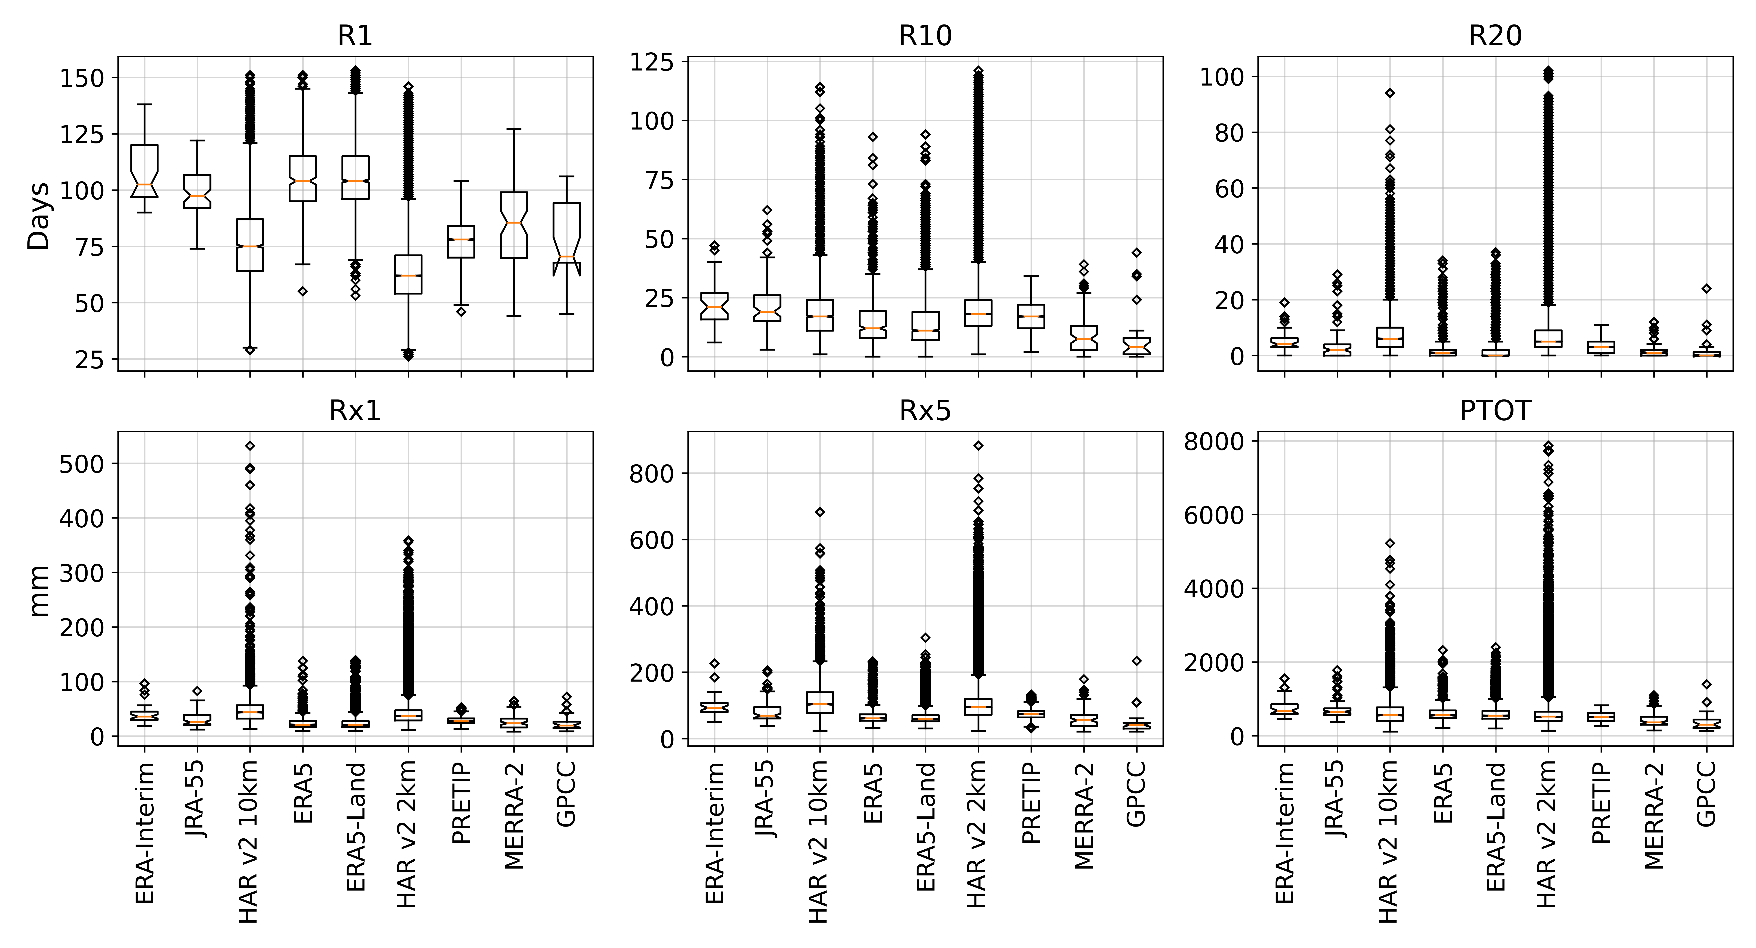 R1
R10
R20
Days
150
125
100
75
50
25
125
100
75
50
25
0
100
80
60
40
20
0
Rx1
Rx5
PTOT
mm
500
400
300
200
100
0
800
600
400
200
0
8000
6000
4000
2000
0
ERA-Interim
JRA-55
HAR v2 10km
ERA5
ERA5-Land
HAR v2 2km
PRETIP
MERRA-2
GPCC
ERA-Interim
JRA-55
HAR v2 10km
ERA5
ERA5-Land
HAR v2 2km
PRETIP
MERRA-2
GPCC
ERA-Interim
JRA-55
HAR v2 10km
ERA5
ERA5-Land
HAR v2 2km
PRETIP
MERRA-2
GPCC